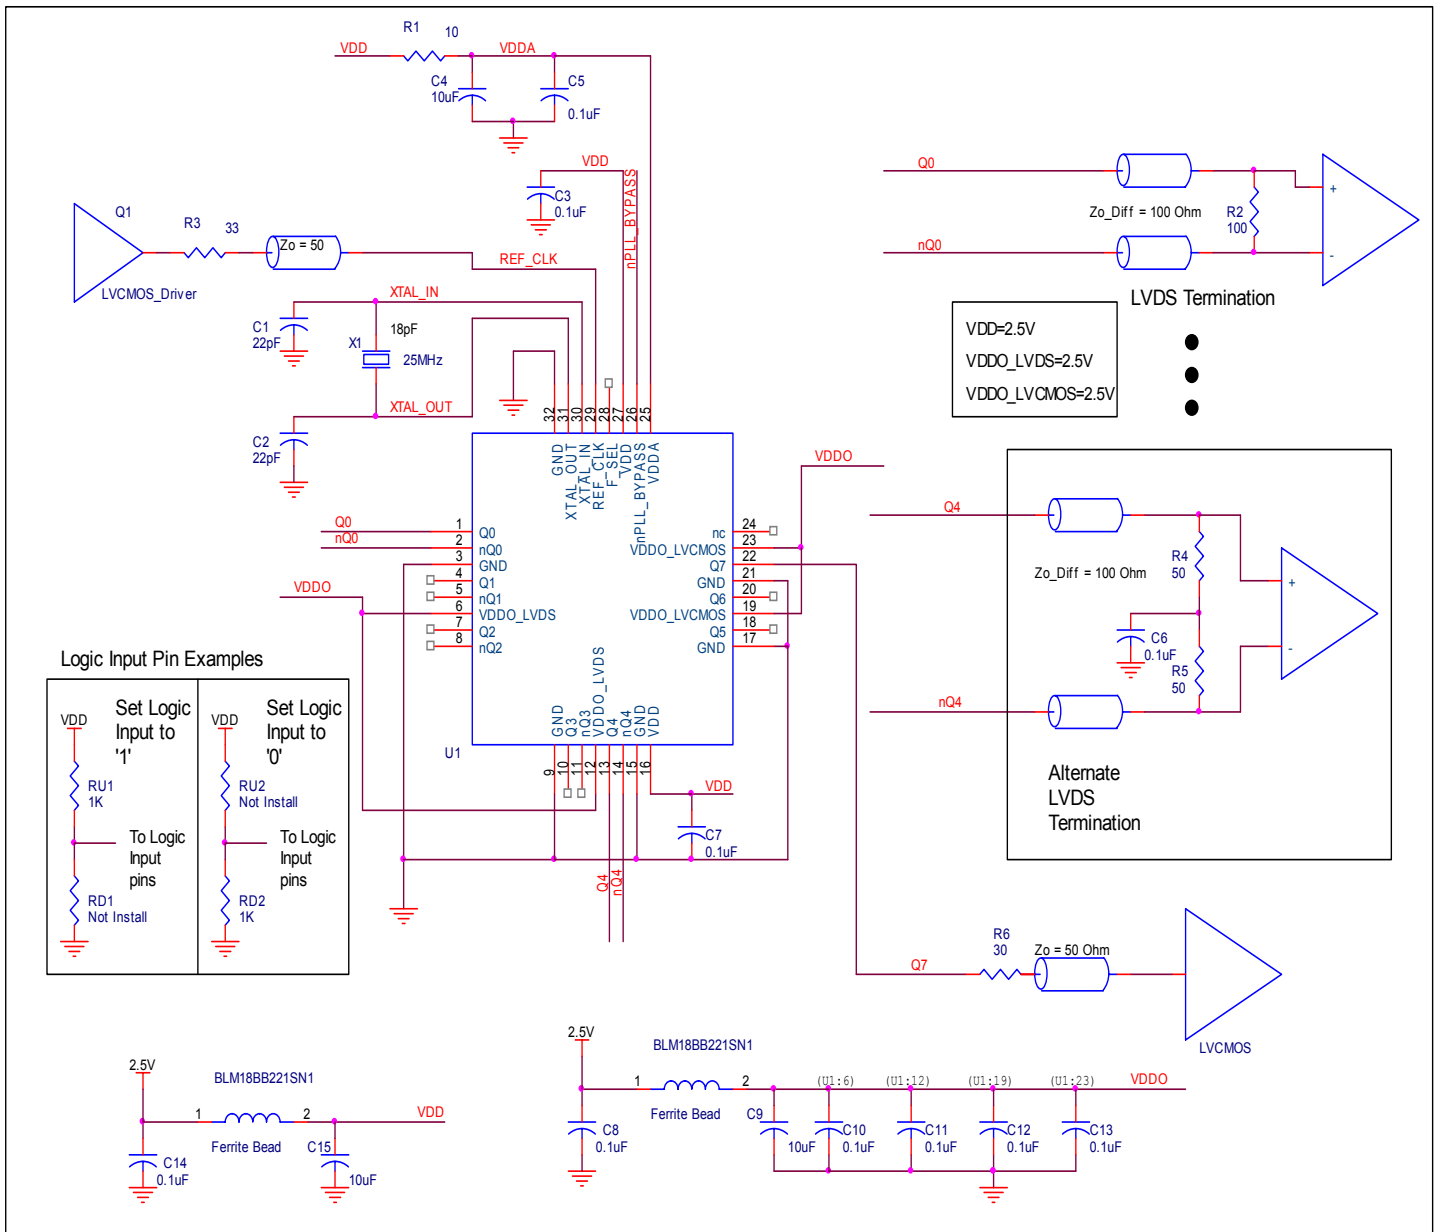 R1
10
VDD
VDDA
C4
10uF
C5
0.1uF
VDD
C3
0.1uF
nPLL_BYPASS
Q1
R3
33
Zo = 50
REF_CLK
LVCMOS_Driver
XTAL_IN
C1
22pF
18pF
X1
25MHz
XTAL_OUT
C2
22pF
Q0
Zo_Diff = 100 Ohm
R2
100
nQ0
+
-
LVDS Termination
VDD=2.5V
VDDO_LVDS=2.5V
VDDO_LVCMOS=2.5V
32
31
30
29
28
27
26
25
GND
XTAL_OUT
XTAL_IN
REF_CLK
F_SEL
VDD
nPLL_BYPASS
VDDA
Q0
nQ0
VDDO
1
2
3
4
5
6
7
8
Q0
nQ0
GND
Q1
nQ1
VDDO_LVDS
Q2
nQ2
nc
VDDO_LVCMOS
Q7
GND
Q6
VDDO_LVCMOS
Q5
GND
24
23
22
21
20
19
18
17
VDDO
GND
Q3
nQ3
VDDO_LVDS
Q4
nQ4
GND
VDD
9
10
11
12
13
14
15
16
U1
VDD
C7
0.1uF
Q4
nQ4
Q4
Zo_Diff = 100 Ohm
R4
50
C6
0.1uF
R5
50
nQ4
+
-
Alternate
LVDS
Termination
Logic Input Pin Examples
Set Logic
Input to
'1'
VDD
RU1
1K
To Logic
Input
pins
RD1
Not Install
Set Logic
Input to
'0'
VDD
RU2
Not Install
To Logic
Input
pins
RD2
1K
Q7
R6
30
Zo = 50 Ohm
LVCMOS
2.5V
BLM18BB221SN1
1
2
VDD
Ferrite Bead
C14
0.1uF
C15
10uF
2.5V
BLM18BB221SN1
1
2
(U1:6)
(U1:12)
(U1:19)
(U1:23)
VDDO
Ferrite Bead
C8
0.1uF
C9
10uF
C10
0.1uF
C11
0.1uF
C12
0.1uF
C13
0.1uF